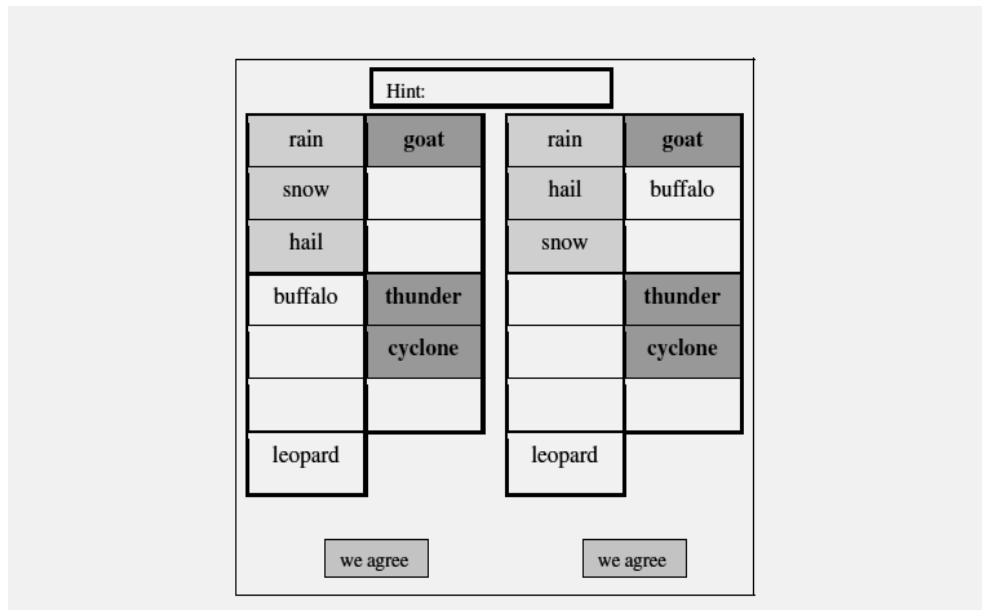 Hint:
rain goat rain goat
snow hail buffalo
hail snow
buffalo thunder thunder
cyclone cyclone
leopard leopard
we agree we agree